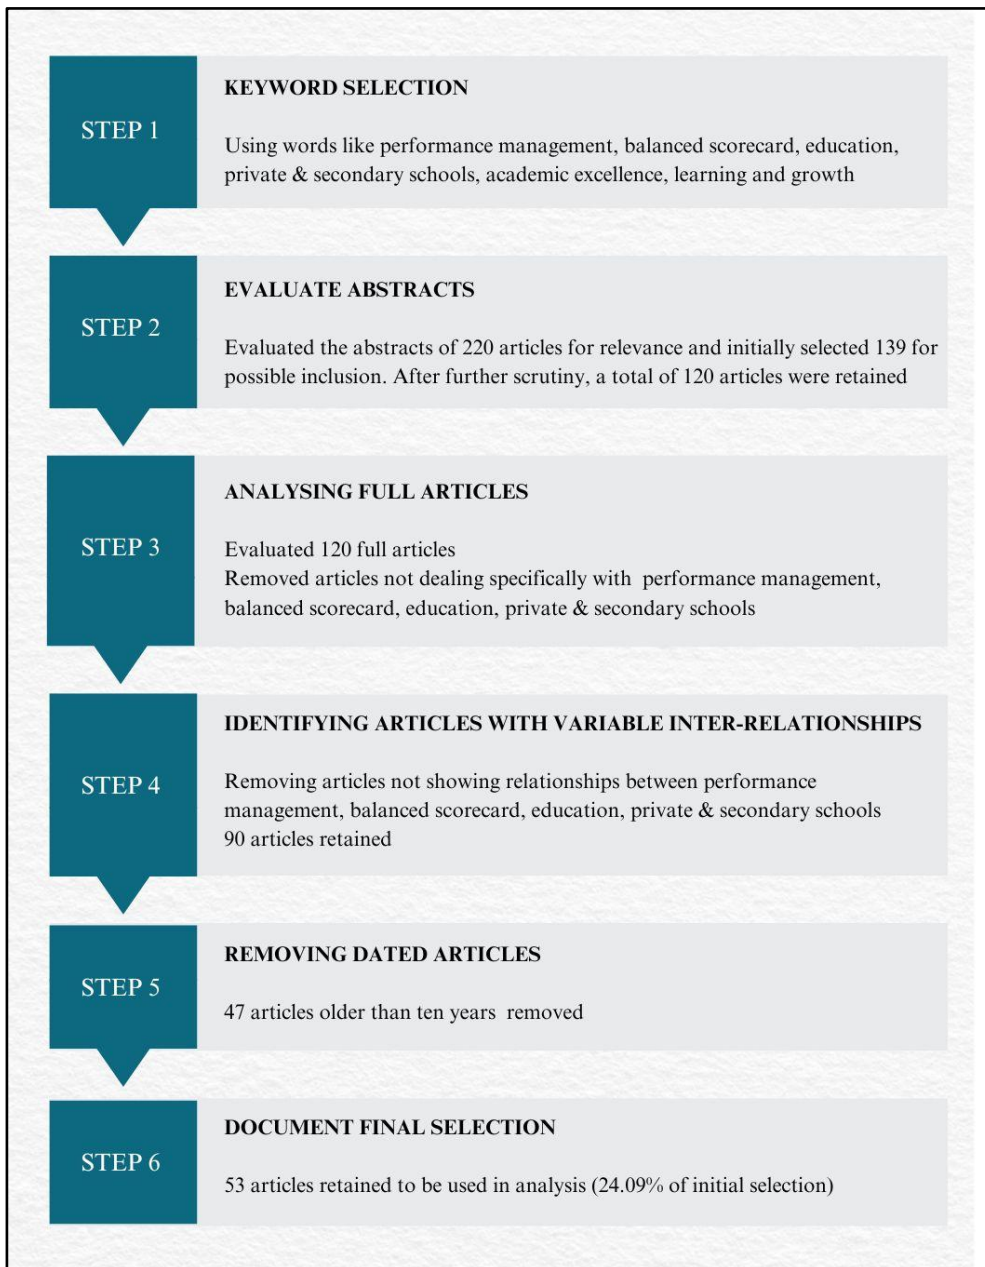 STEP 1
KEYWORD SELECTION
Using words like performance management, balanced scorecard, education,
private & secondary schools, academic excellence, learning and growth
STEP 2
EVALUATE ABSTRACTS
Evaluated the abstracts of 220 articles for relevance and initially selected 139 for
possible inclusion. After further scrutiny, a total of 120 articles were retained
STEP 3
ANALYSING FULL ARTICLES
Evaluated 120 full articles
Removed articles not dealing specifically with performance management,
balanced scorecard, education, private & secondary schools
STEP 4
IDENTIFYING ARTICLES WITH VARIABLE INTER-RELATIONSHIPS
Removing articles not showing relationships between performance
management, balanced scorecard, education, private & secondary schools
90 articles retained
STEP 5
REMOVING DATED ARTICLES
47 articles older than ten years removed
STEP 6
DOCUMENT FINAL SELECTION
53 articles retained to be used in analysis (24.09% of initial selection)